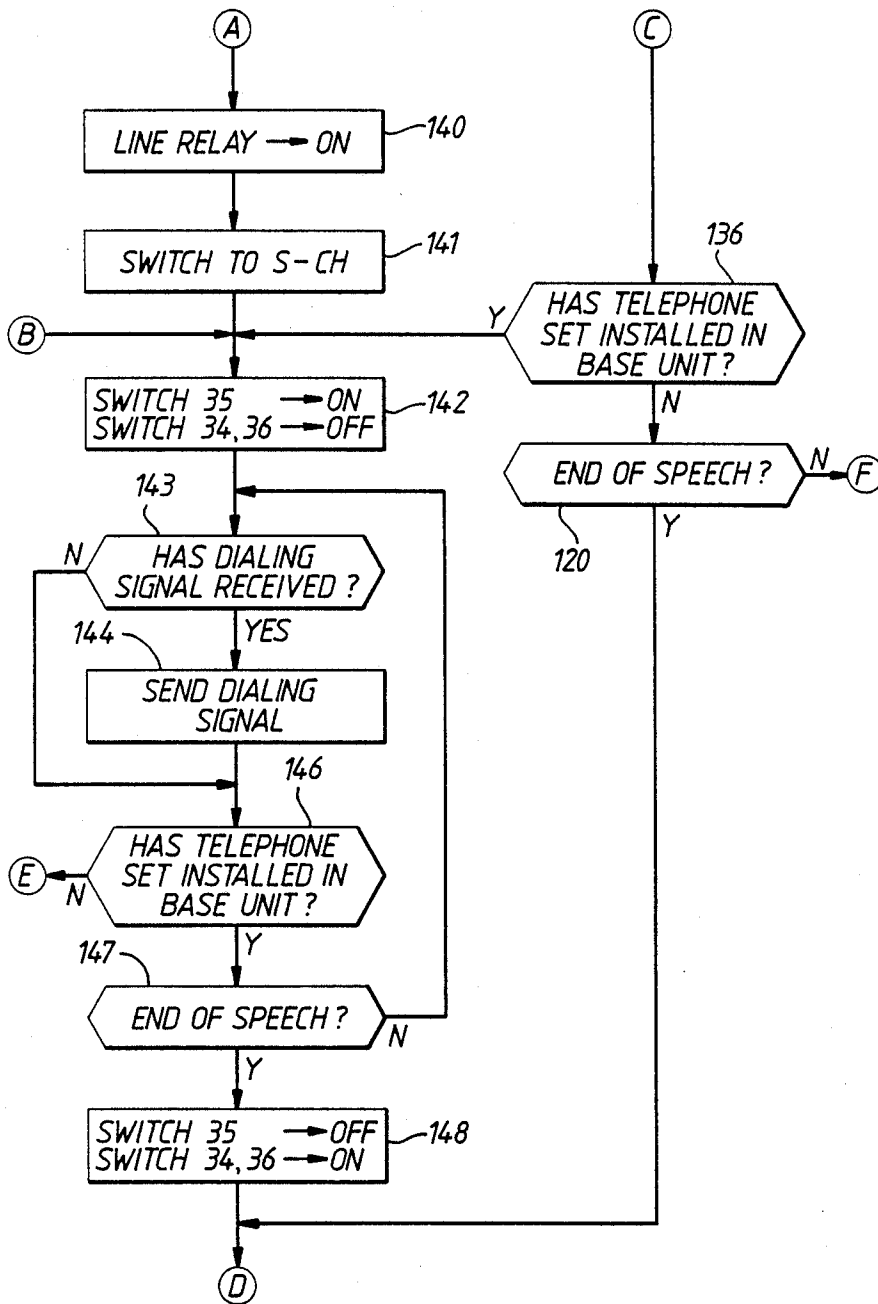 A
C
LINE RELAY → ON
140
SWITCH TO S-CH
141
136
HAS TELEPHONE
SET INSTALLED IN
BASE UNIT ?
Y
N
B
SWITCH 35 → ON
SWITCH 34, 36 → OFF
142
END OF SPEECH ?
N
F
120
Y
143
N
HAS DIALING
SIGNAL RECEIVED ?
YES
144
SEND DIALING
SIGNAL
146
HAS TELEPHONE
SET INSTALLED IN
BASE UNIT ?
E
N
Y
147
END OF SPEECH ?
N
Y
SWITCH 35 → OFF
SWITCH 34, 36 → ON
148
D